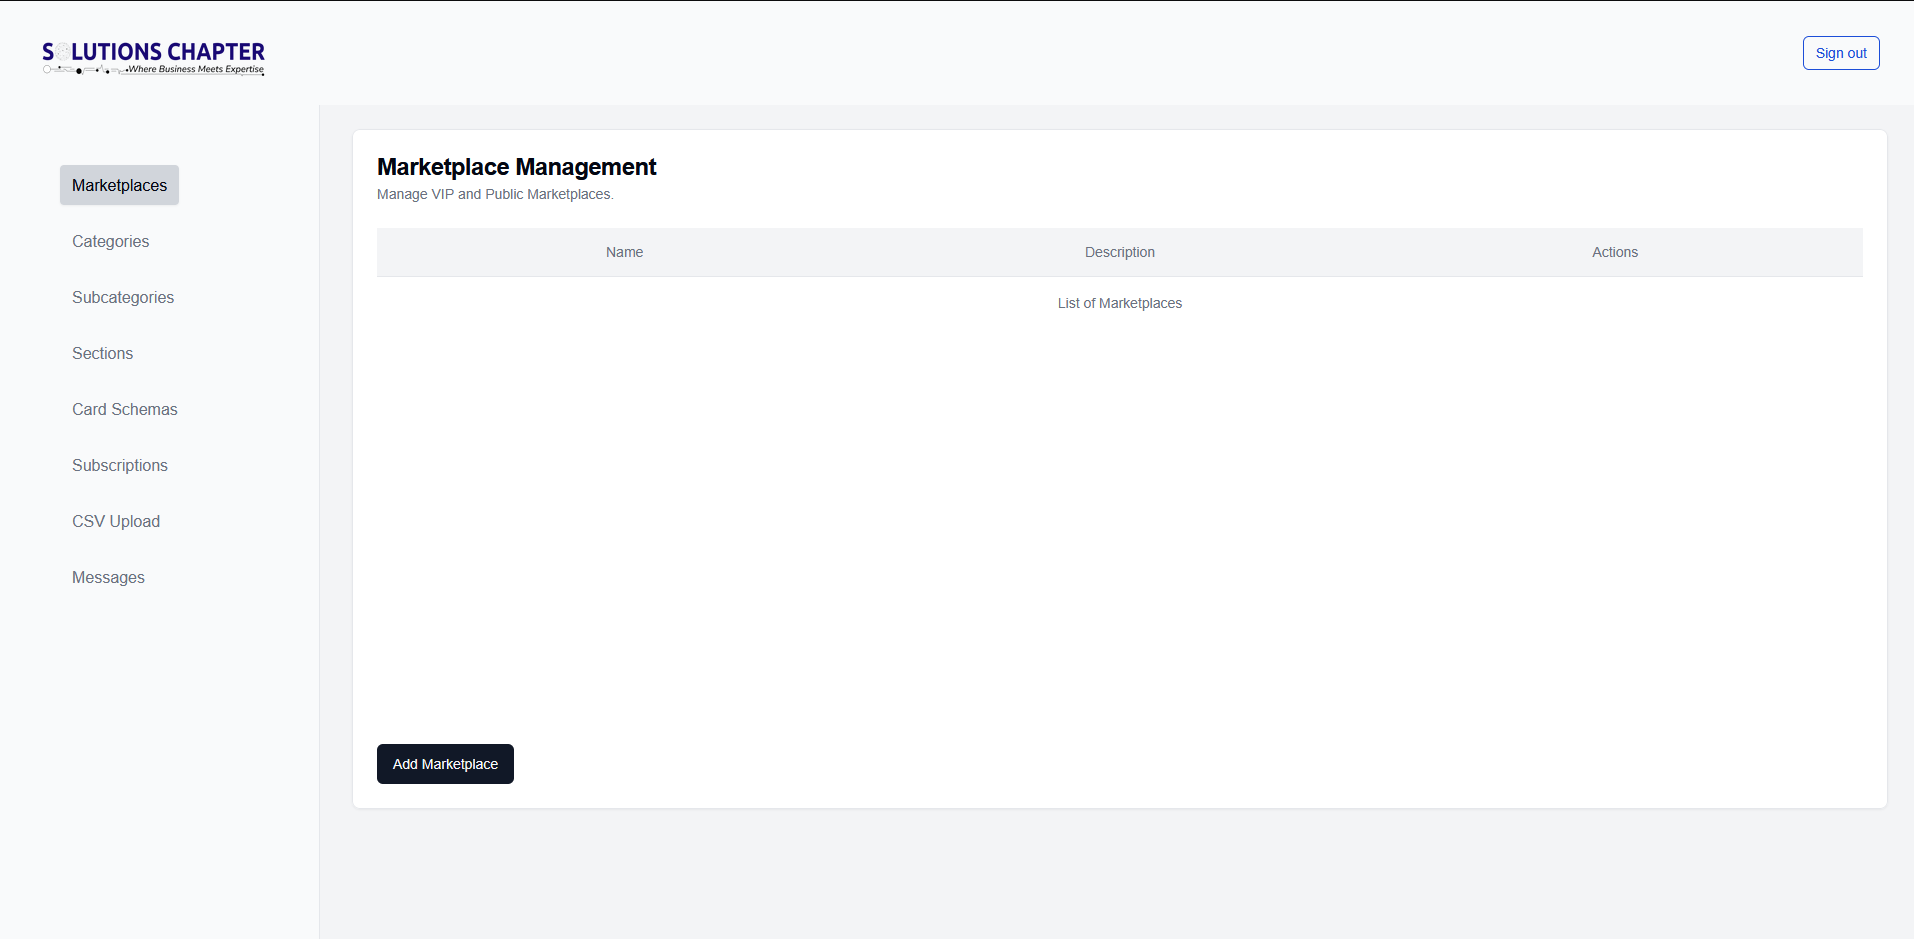 SOLUTIONS CHAPTER
Where Business Meets Expertise
Sign out
Marketplaces
Categories
Subcategories
Sections
Card Schemas
Subscriptions
CSV Upload
Messages
Marketplace Management
Manage VIP and Public Marketplaces.
Name Description Actions
List of Marketplaces
Add Marketplace